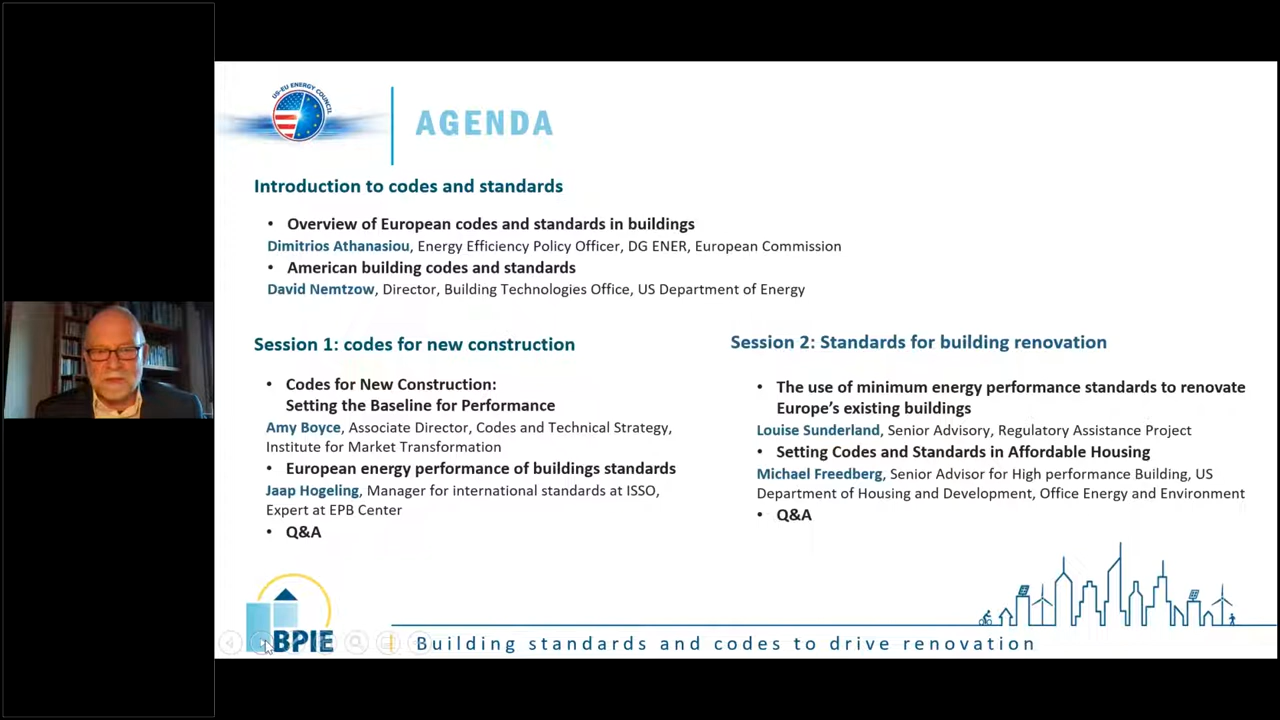 US-EU ENERGY COUNCIL
AGENDA
Introduction to codes and standards
• Overview of European codes and standards in buildings
Dimitrios Athanasiou, Energy Efficiency Policy Officer, DG ENER, European Commission
• American building codes and standards
David Nemtzow, Director, Building Technologies Office, US Department of Energy
Session 1: codes for new construction
• Codes for New Construction:
Setting the Baseline for Performance
Amy Boyce, Associate Director, Codes and Technical Strategy,
Institute for Market Transformation
• European energy performance of buildings standards
Jaap Hogeling, Manager for international standards at ISSO,
Expert at EPB Center
• Q&A
Session 2: Standards for building renovation
• The use of minimum energy performance standards to renovate
Europe's existing buildings
Louise Sunderland, Senior Advisory, Regulatory Assistance Project
• Setting Codes and Standards in Affordable Housing
Michael Freedberg, Senior Advisor for High performance Building, US
Department of Housing and Development, Office Energy and Environment
• Q&A
BPIE
Building standards and codes to drive renovation